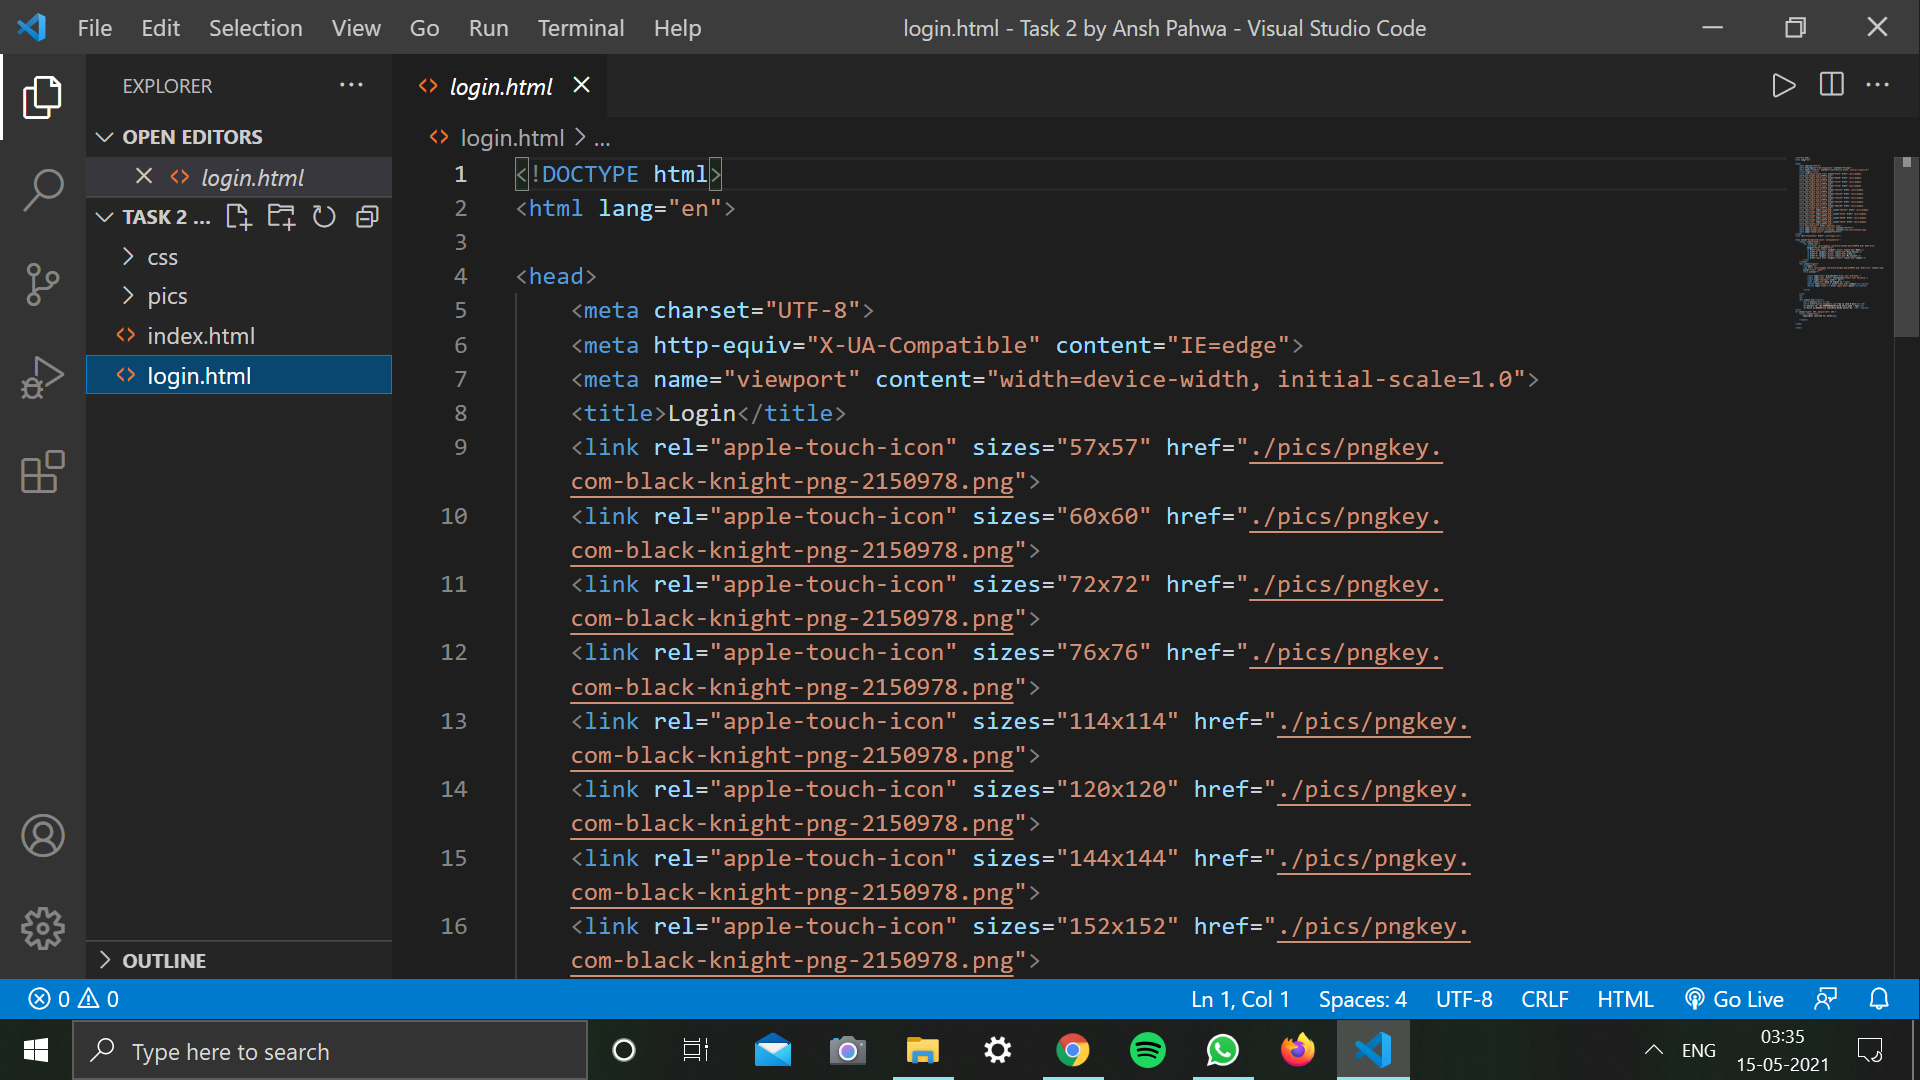 File Edit Selection View Go Run Terminal Help login.html - Task 2 by Ansh Pahwa - Visual Studio Code
EXPLORER
OPEN EDITORS
login.html
TASK 2 ...
css
pics
index.html
login.html
OUTLINE
login.html
login.html > ...
1 <!DOCTYPE html>
2 <html lang="en">
3
4 <head>
5 <meta charset="UTF-8">
6 <meta http-equiv="X-UA-Compatible" content="IE=edge">
7 <meta name="viewport" content="width=device-width, initial-scale=1.0">
8 <title>Login</title>
9 <link rel="apple-touch-icon" sizes="57x57" href="./pics/pngkey.
com-black-knight-png-2150978.png">
10 <link rel="apple-touch-icon" sizes="60x60" href="./pics/pngkey.
com-black-knight-png-2150978.png">
11 <link rel="apple-touch-icon" sizes="72x72" href="./pics/pngkey.
com-black-knight-png-2150978.png">
12 <link rel="apple-touch-icon" sizes="76x76" href="./pics/pngkey.
com-black-knight-png-2150978.png">
13 <link rel="apple-touch-icon" sizes="114x114" href="./pics/pngkey.
com-black-knight-png-2150978.png">
14 <link rel="apple-touch-icon" sizes="120x120" href="./pics/pngkey.
com-black-knight-png-2150978.png">
15 <link rel="apple-touch-icon" sizes="144x144" href="./pics/pngkey.
com-black-knight-png-2150978.png">
16 <link rel="apple-touch-icon" sizes="152x152" href="./pics/pngkey.
com-black-knight-png-2150978.png">
0 0 Ln 1, Col 1 Spaces: 4 UTF-8 CRLF HTML Go Live
Type here to search
ENG
03:35
15-05-2021